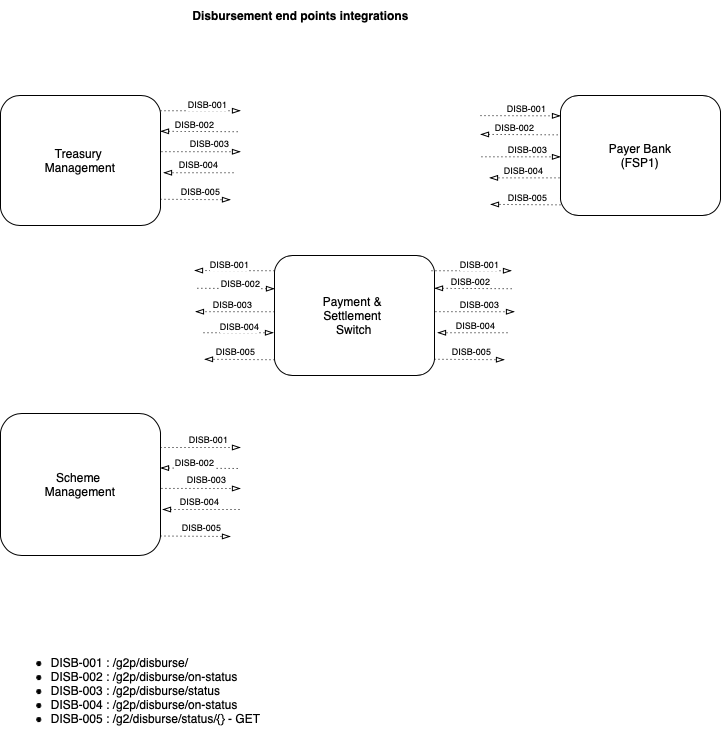 Disbursement end points integrations
DISB-001
DISB-002
DISB-003
DISB-004
DISB-005
Treasury
Management
DISB-001
DISB-002
DISB-003
DISB-004
DISB-005
Payer Bank
(FSP1)
DISB-001
DISB-002
DISB-003
DISB-004
DISB-005
Payment &
Settlement
Switch
DISB-001
DISB-002
DISB-003
DISB-004
DISB-005
Scheme
Management
DISB-001
DISB-002
DISB-003
DISB-004
DISB-005
● DISB-001 : /g2p/disburse/
● DISB-002 : /g2p/disburse/on-status
● DISB-003 : /g2p/disburse/status
● DISB-004 : /g2p/disburse/on-status
● DISB-005 : /g2/disburse/status/{} - GET